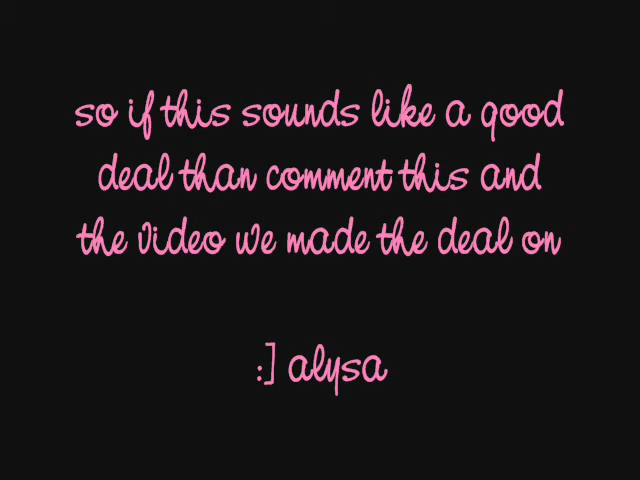 so if this sounds like a good
deal than comment this and
the video we made the deal on
:] alysa